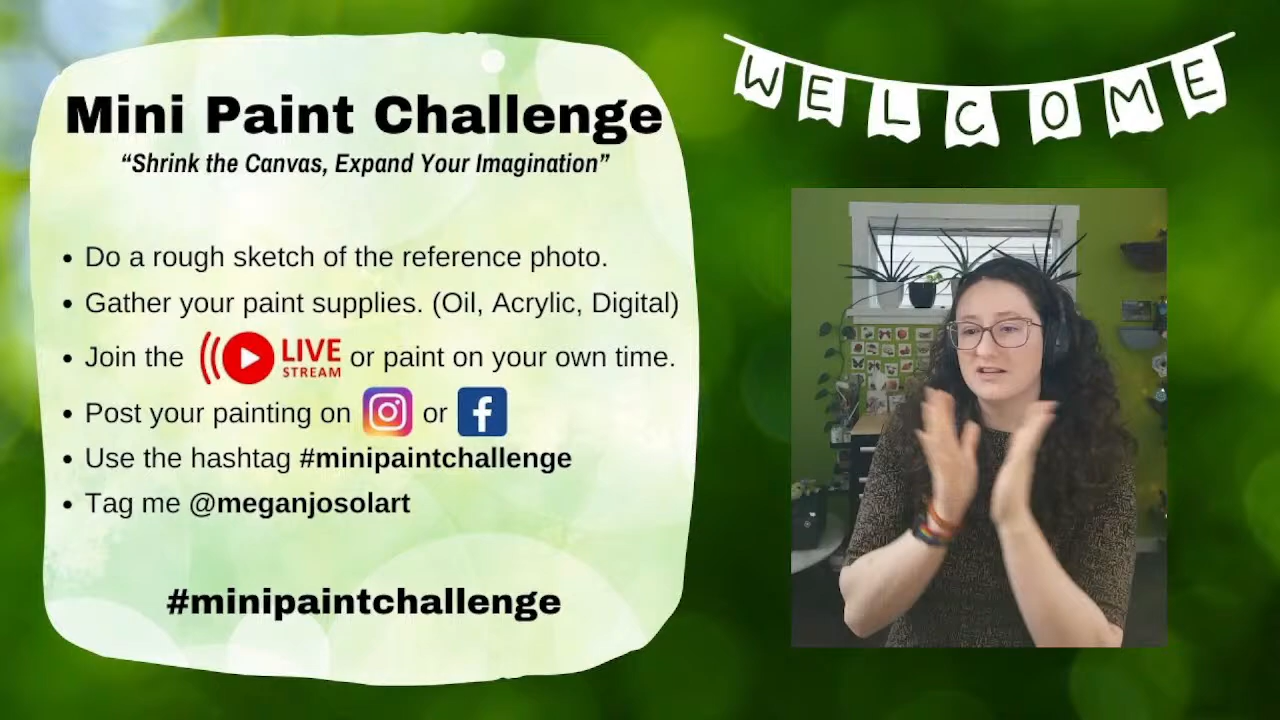 Mini Paint Challenge
“Shrink the Canvas, Expand Your Imagination”
• Do a rough sketch of the reference photo.
• Gather your paint supplies. (Oil, Acrylic, Digital)
• Join the LIVE STREAM or paint on your own time.
• Post your painting on or
• Use the hashtag #minipaintchallenge
• Tag me @meganjosolart
#minipaintchallenge
WELCOME